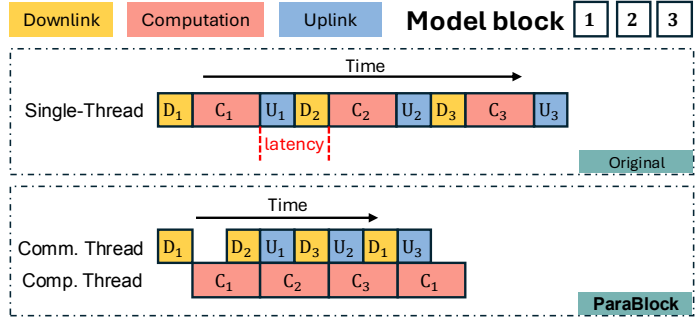 Downlink Computation Uplink Model block 1 2 3
Time
Single-Thread D₁ C₁ U₁ D₂ C₂ U₂ D₃ C₃ U₃
latency
Original
Time
Comm. Thread D₁ D₂ U₁ D₃ U₂ D₁ U₃
Comp. Thread C₁ C₂ C₃ C₁
ParaBlock